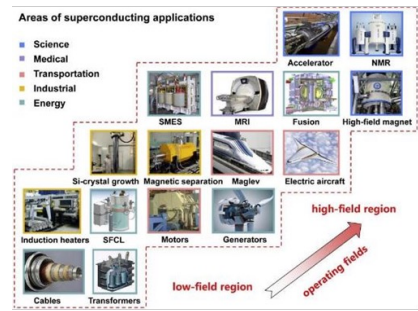 Areas of superconducting applications
Science
Medical
Transportation
Industrial
Energy
Accelerator NMR
SMES MRI Fusion High-field magnet
Si-crystal growth Magnetic separation Maglev Electric aircraft
Induction heaters SFCL Motors Generators
Cables Transformers
high-field region
operating fields
low-field region